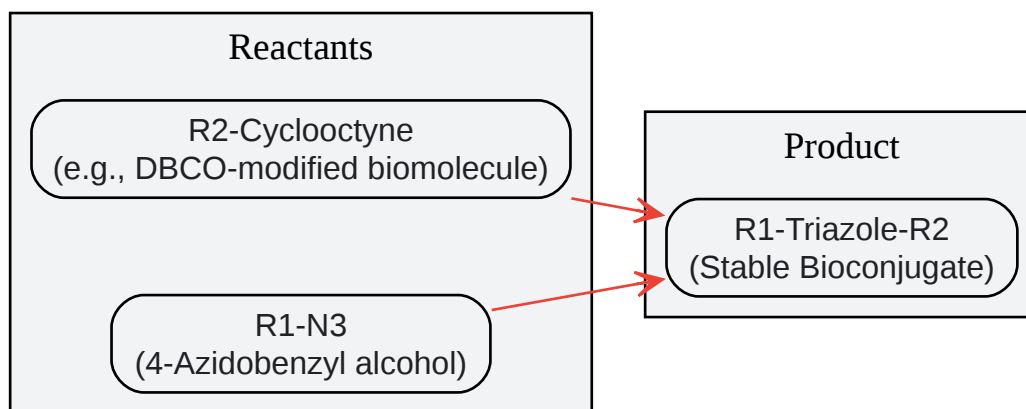 Reactants
R2-Cyclooctyne
(e.g., DBCO-modified biomolecule)
R1-N3
(4-Azidobenzyl alcohol)
Product
R1-Triazole-R2
(Stable Bioconjugate)